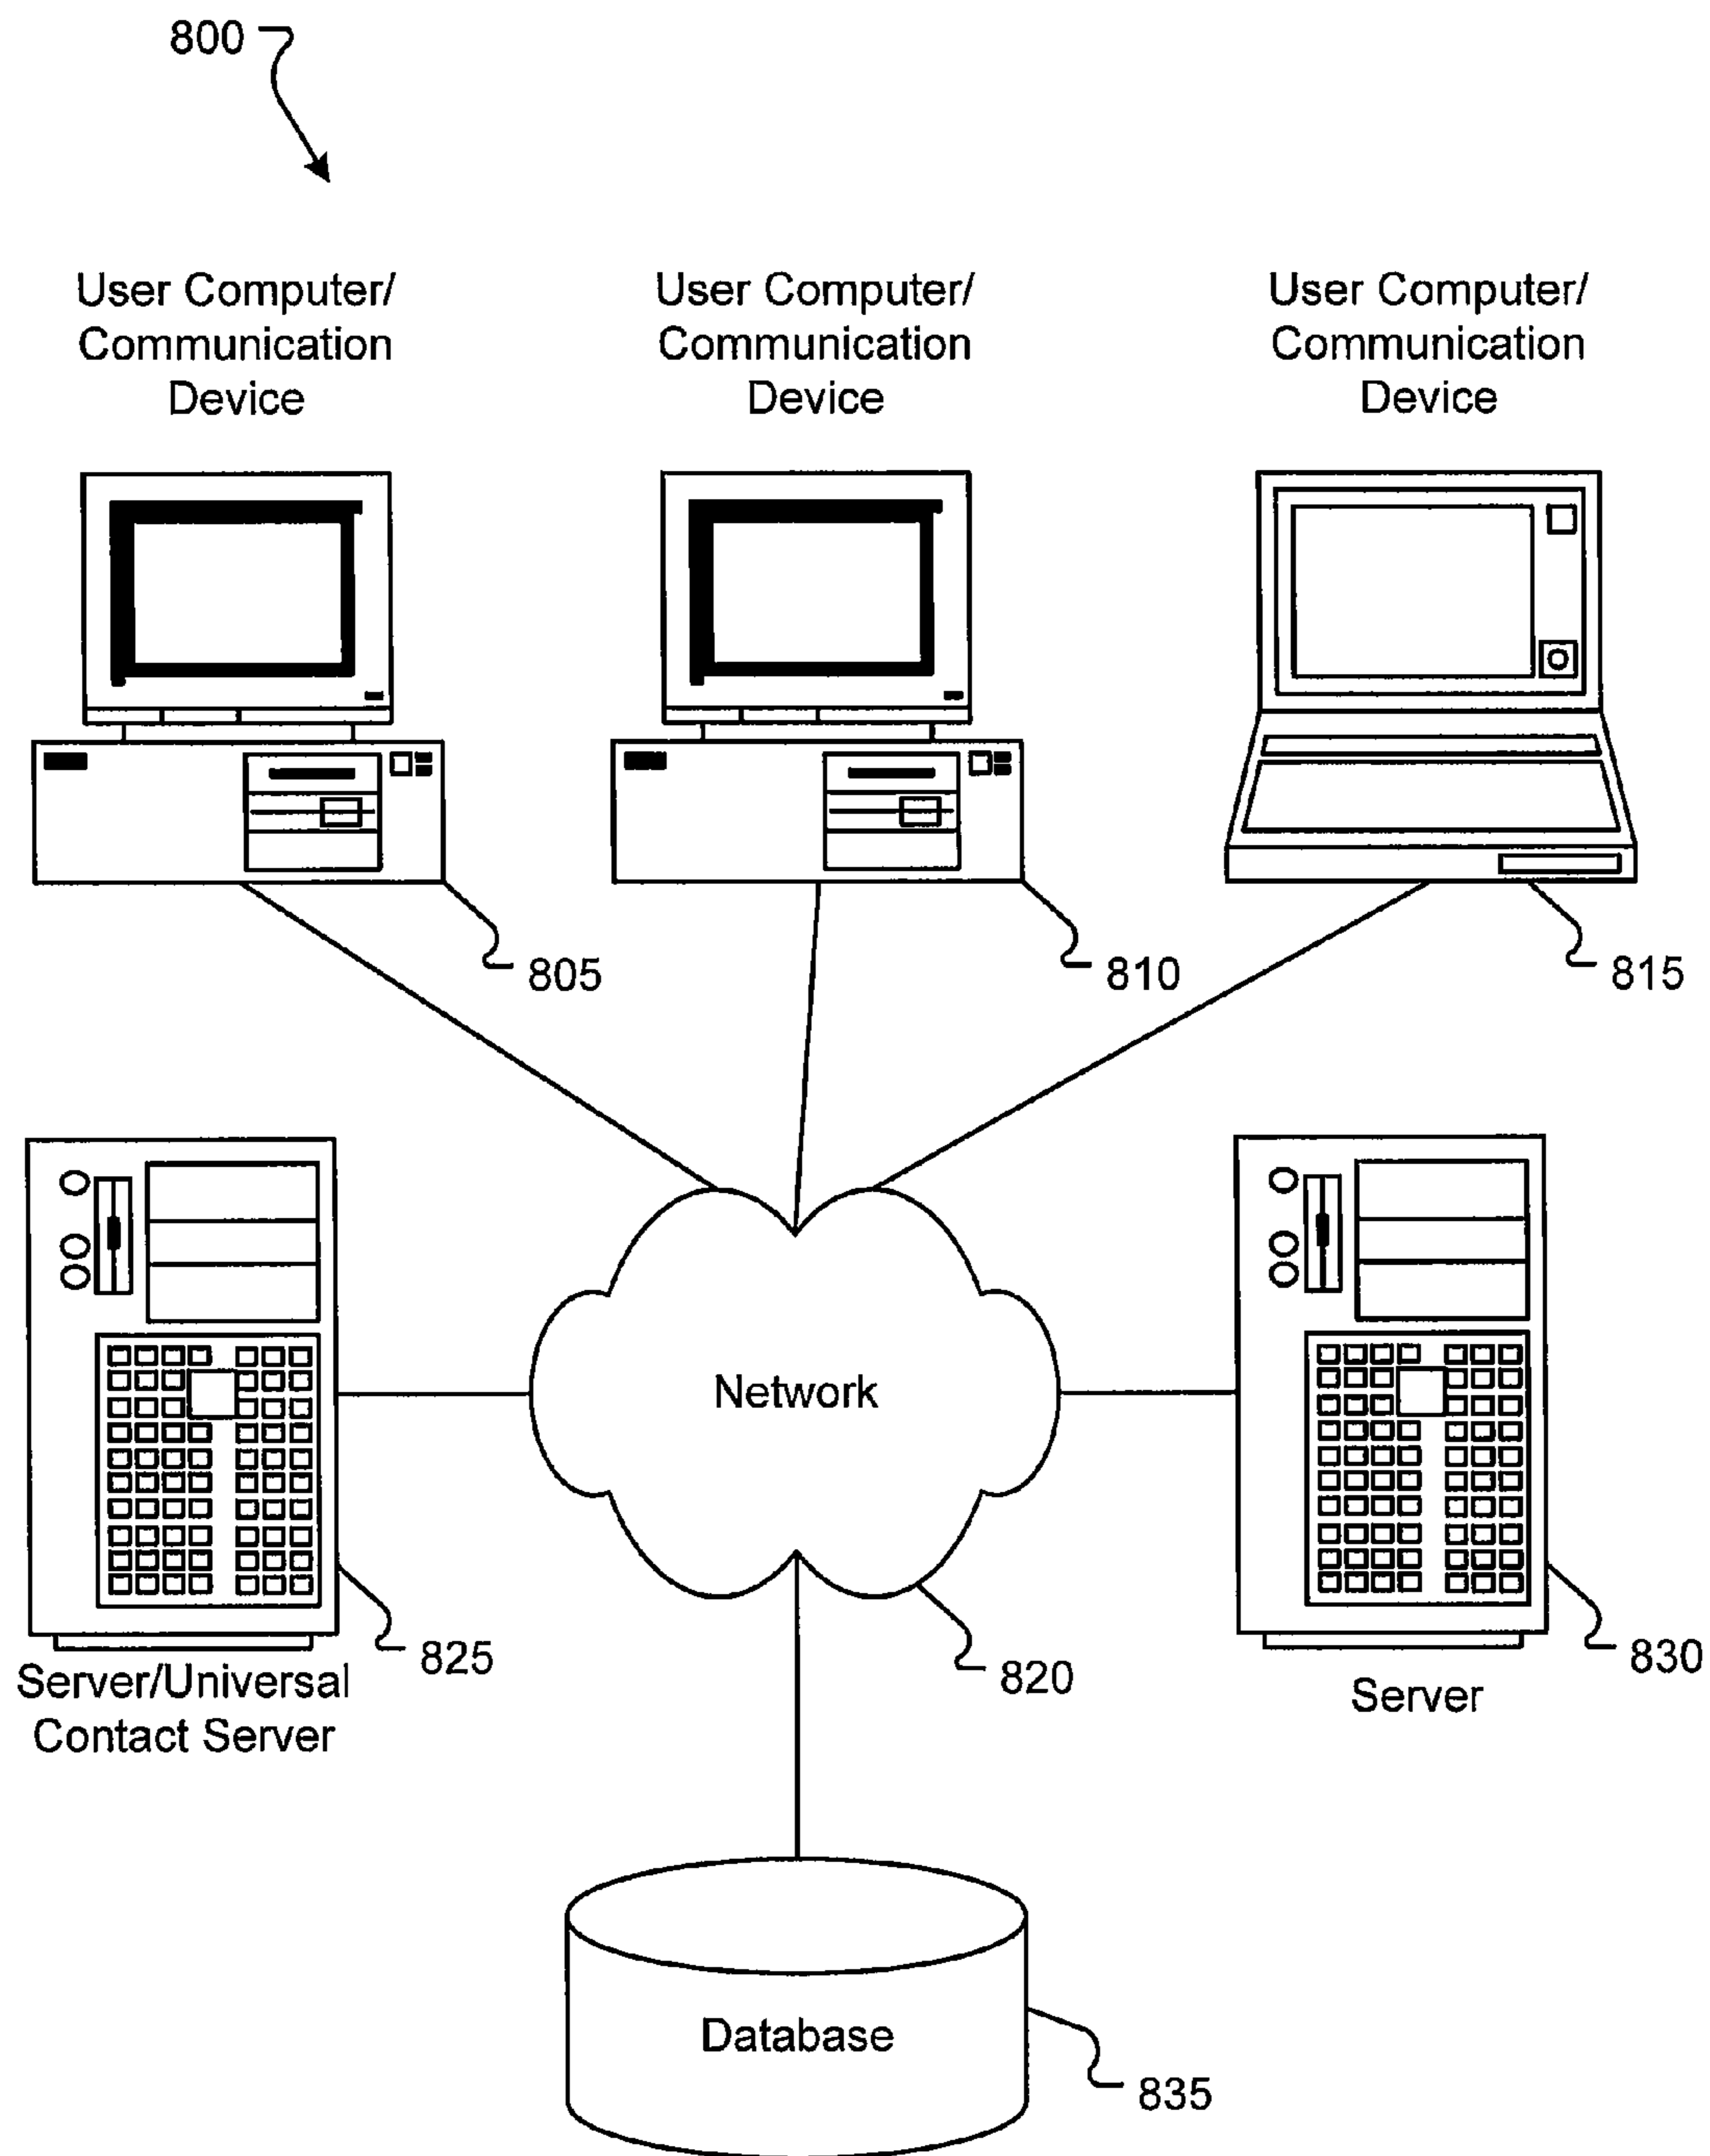 800
User Computer/
Communication
Device
User Computer/
Communication
Device
User Computer/
Communication
Device
805
810
815
Network
825
820
830
Server/Universal
Contact Server
Server
Database
835